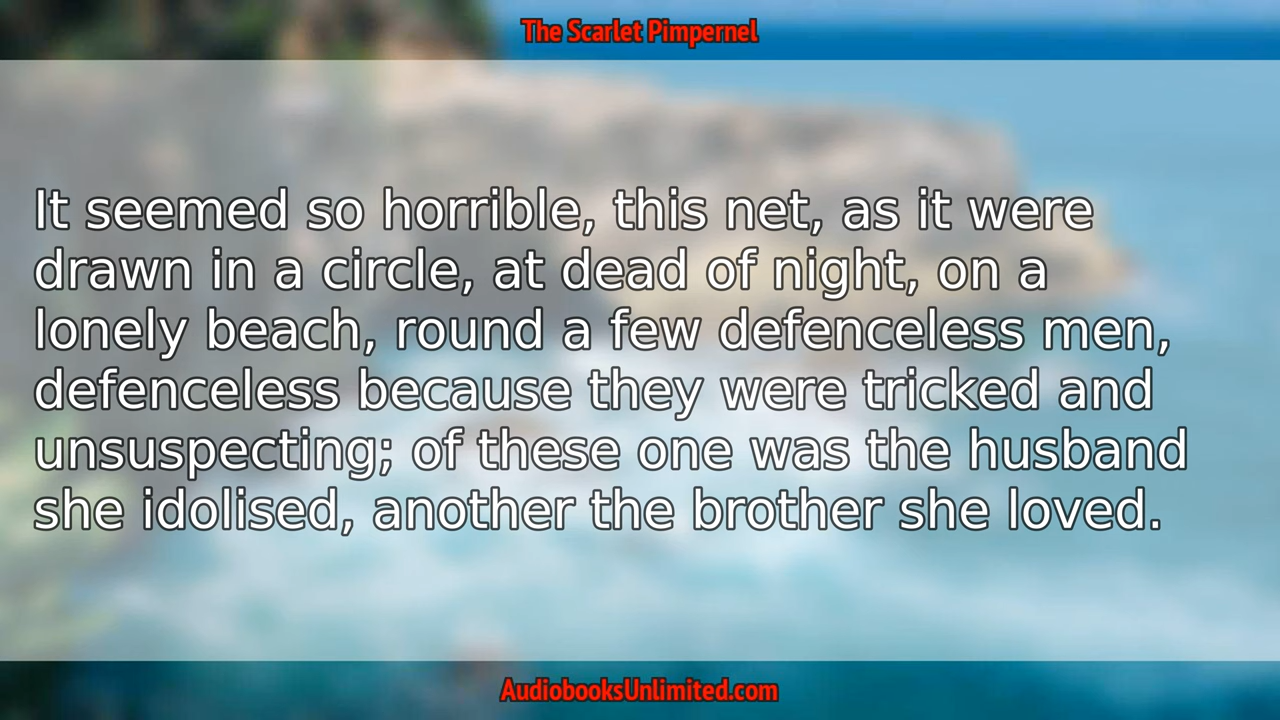 The Scarlet Pimpernel
It seemed so horrible, this net, as it were
drawn in a circle, at dead of night, on a
lonely beach, round a few defenceless men,
defenceless because they were tricked and
unsuspecting; of these one was the husband
she idolised, another the brother she loved.
AudiobooksUnlimited.com